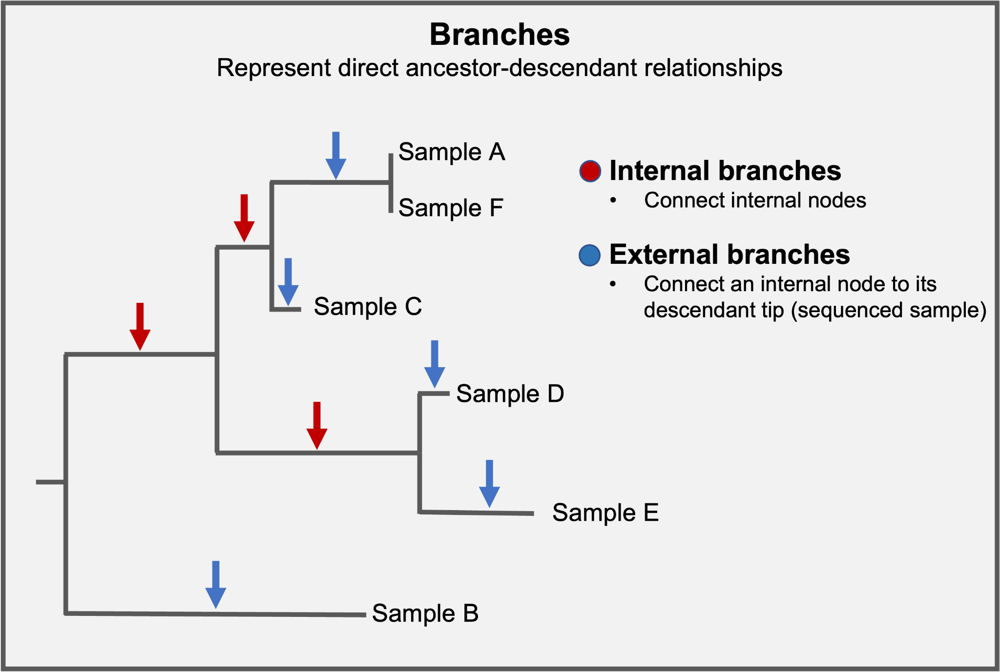 Branches
Represent direct ancestor-descendant relationships
Sample A
Sample F
Sample C
Sample D
Sample E
Sample B
Internal branches
• Connect internal nodes
External branches
• Connect an internal node to its
descendant tip (sequenced sample)